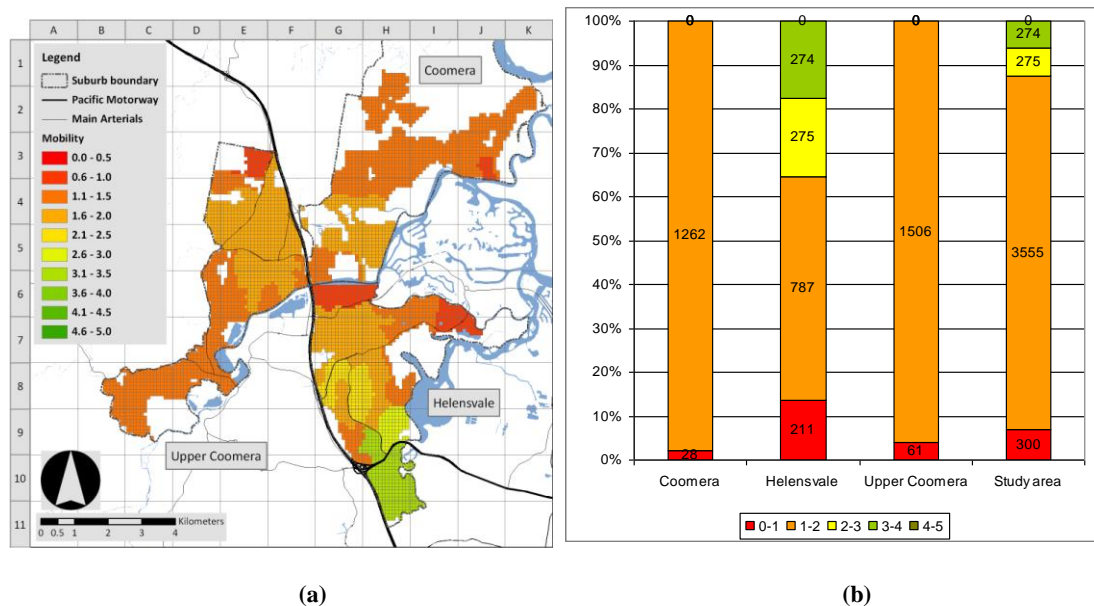 A B C D E F G H I J K
1
2
3
4
5
6
7
8
9
10
11
Legend
Suburb boundary
Pacific Motorway
Main Arterials
Mobility
0.0 - 0.5
0.6 - 1.0
1.1 - 1.5
1.6 - 2.0
2.1 - 2.5
2.6 - 3.0
3.1 - 3.5
3.6 - 4.0
4.1 - 4.5
4.6 - 5.0
Coomera
Helensvale
Upper Coomera
Kilometers
0 0.5 1 2 3 4
(a)
100%
90%
80%
70%
60%
50%
40%
30%
20%
10%
0%
0 0 0 0
274 274
275 275
1262 787 1506 3555
28 211 61 300
Coomera Helensvale Upper Coomera Study area
0-1 1-2 2-3 3-4 4-5
(b)